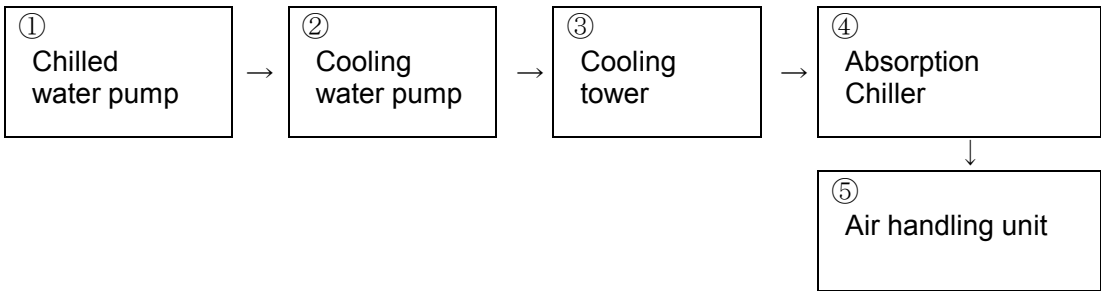 ①
Chilled
water pump
→
②
Cooling
water pump
→
③
Cooling
tower
→
④
Absorption
Chiller
↓
⑤
Air handling unit